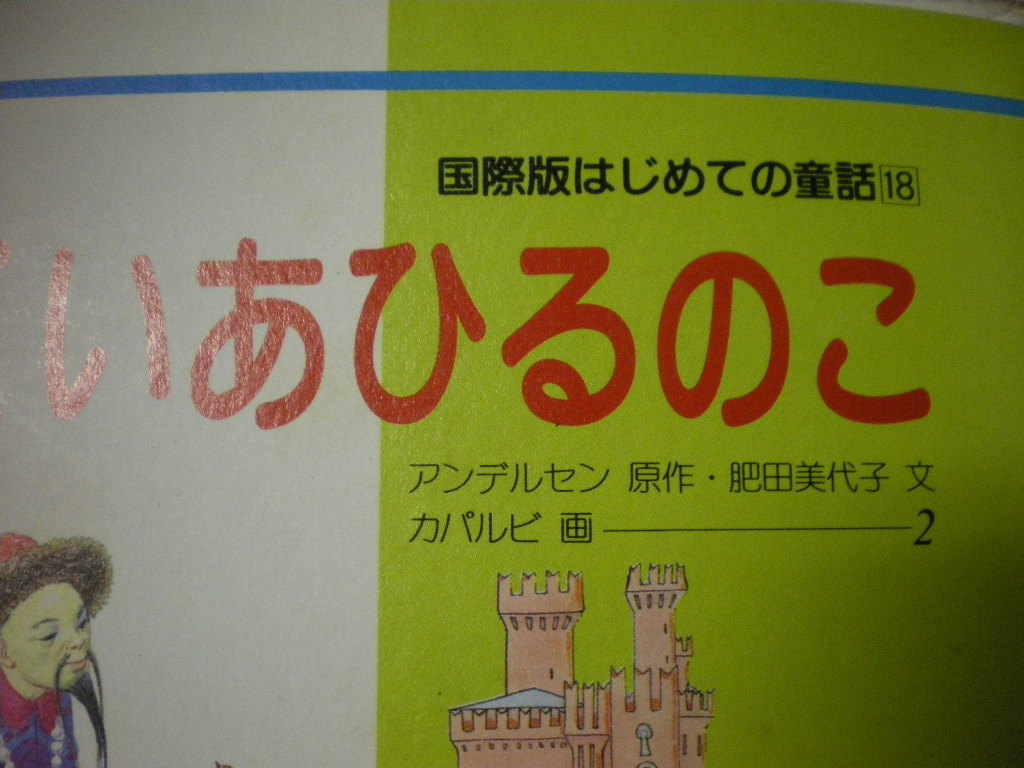 国際版はじめての童話18
いあひるのこ
アンデルセン 原作・肥田美代子 文
カパルビ 画 2